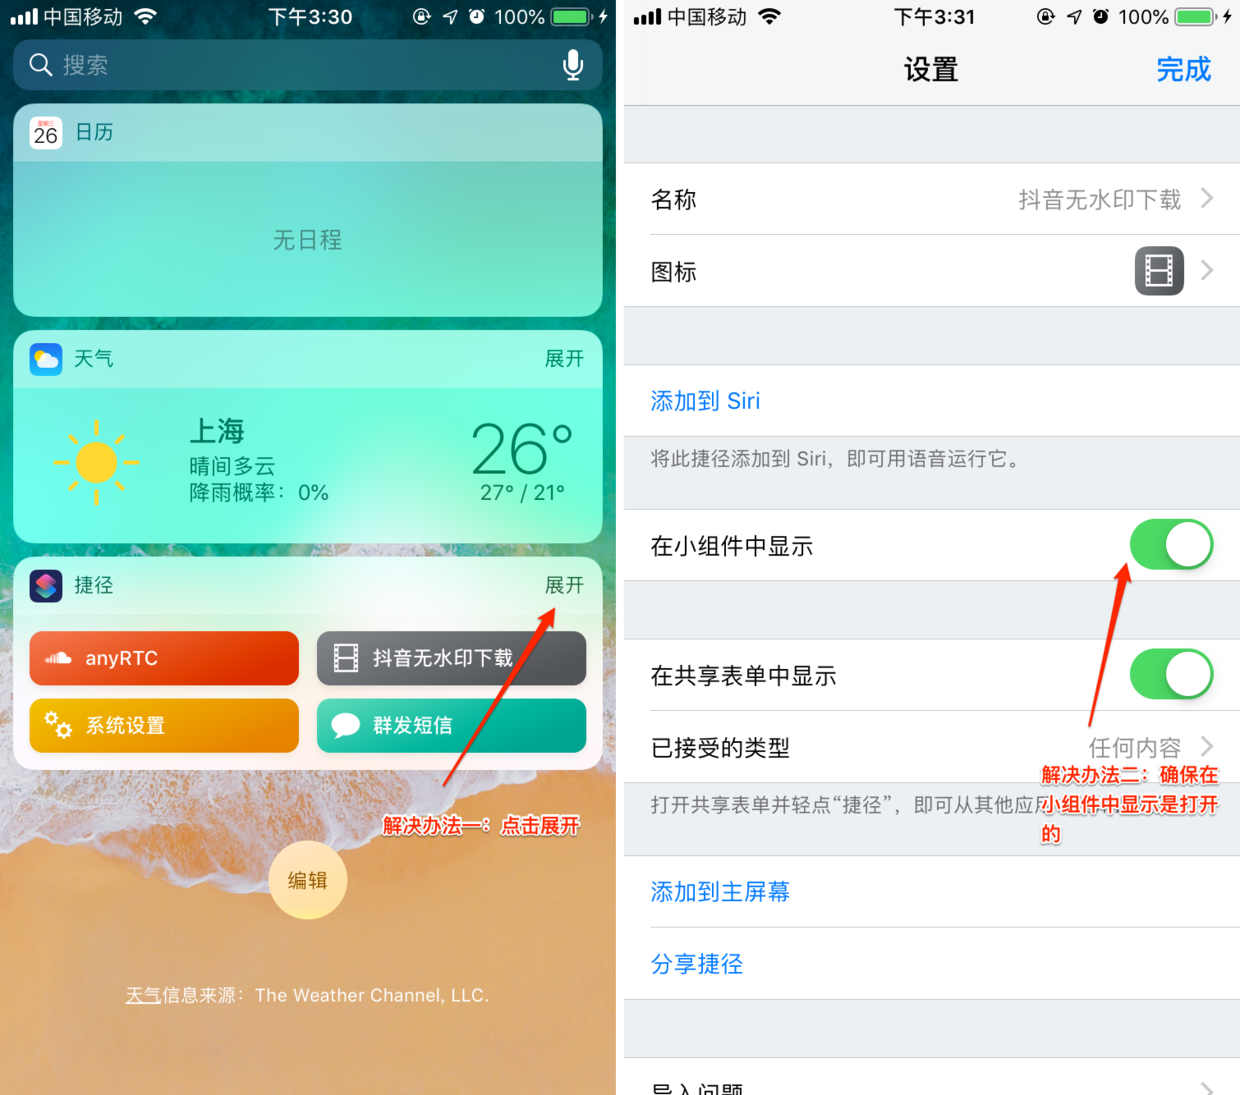 中国移动
下午3:30
100%
搜索
星期三
26
日历
无日程
天气
展开
上海
晴间多云
降雨概率：0%
26°
27° / 21°
捷径
展开
anyRTC
抖音无水印下载
系统设置
群发短信
解决办法一：点击展开
编辑
天气信息来源：The Weather Channel, LLC.
中国移动
下午3:31
100%
设置
完成
名称
抖音无水印下载
图标
添加到 Siri
将此捷径添加到 Siri，即可用语音运行它。
在小组件中显示
在共享表单中显示
已接受的类型
任何内容
打开共享表单并轻点“捷径”，即可从其他应用
解决办法二：确保在
小组件中显示是打开
的
添加到主屏幕
分享捷径
导入问题